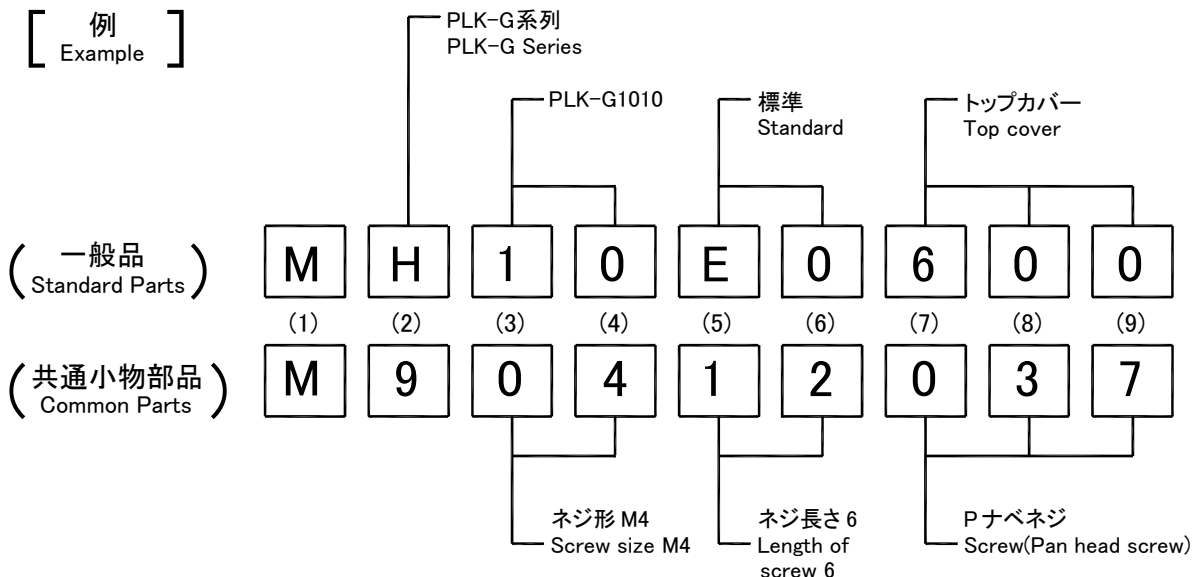 例
Example
PLK-G系列
PLK-G Series
PLK-G1010
標準
Standard
トップカバー
Top cover
一般品
Standard Parts
M H 1 0 E 0 6 0 0
(1) (2) (3) (4) (5) (6) (7) (8) (9)
共通小物部品
Common Parts
M 9 0 4 1 2 0 3 7
ネジ形 M4
Screw size M4
ネジ長さ 6
Length of
screw 6
Pナベネジ
Screw(Pan head screw)